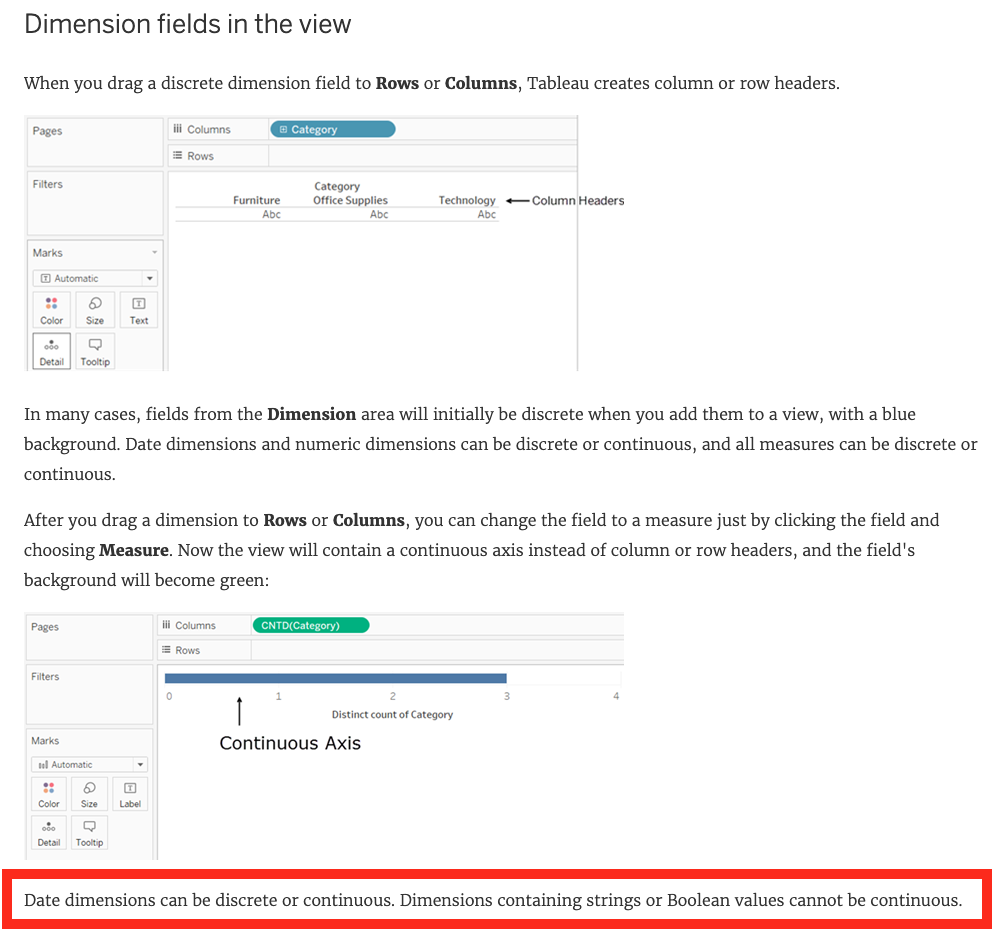 Dimension fields in the view
When you drag a discrete dimension field to Rows or Columns, Tableau creates column or row headers.
Pages
Columns
Category
Rows
Filters
Category
Furniture Office Supplies Technology
Column Headers
Abc Abc Abc
Marks
Automatic
Color Size Text
Detail Tooltip
In many cases, fields from the Dimension area will initially be discrete when you add them to a view, with a blue
background. Date dimensions and numeric dimensions can be discrete or continuous, and all measures can be discrete or
continuous.
After you drag a dimension to Rows or Columns, you can change the field to a measure just by clicking the field and
choosing Measure. Now the view will contain a continuous axis instead of column or row headers, and the field's
background will become green:
Pages
Columns
CNTD(Category)
Rows
Filters
0 1 2 3 4
Distinct count of Category
Continuous Axis
Marks
Automatic
Color Size Label
Detail Tooltip
Date dimensions can be discrete or continuous. Dimensions containing strings or Boolean values cannot be continuous.